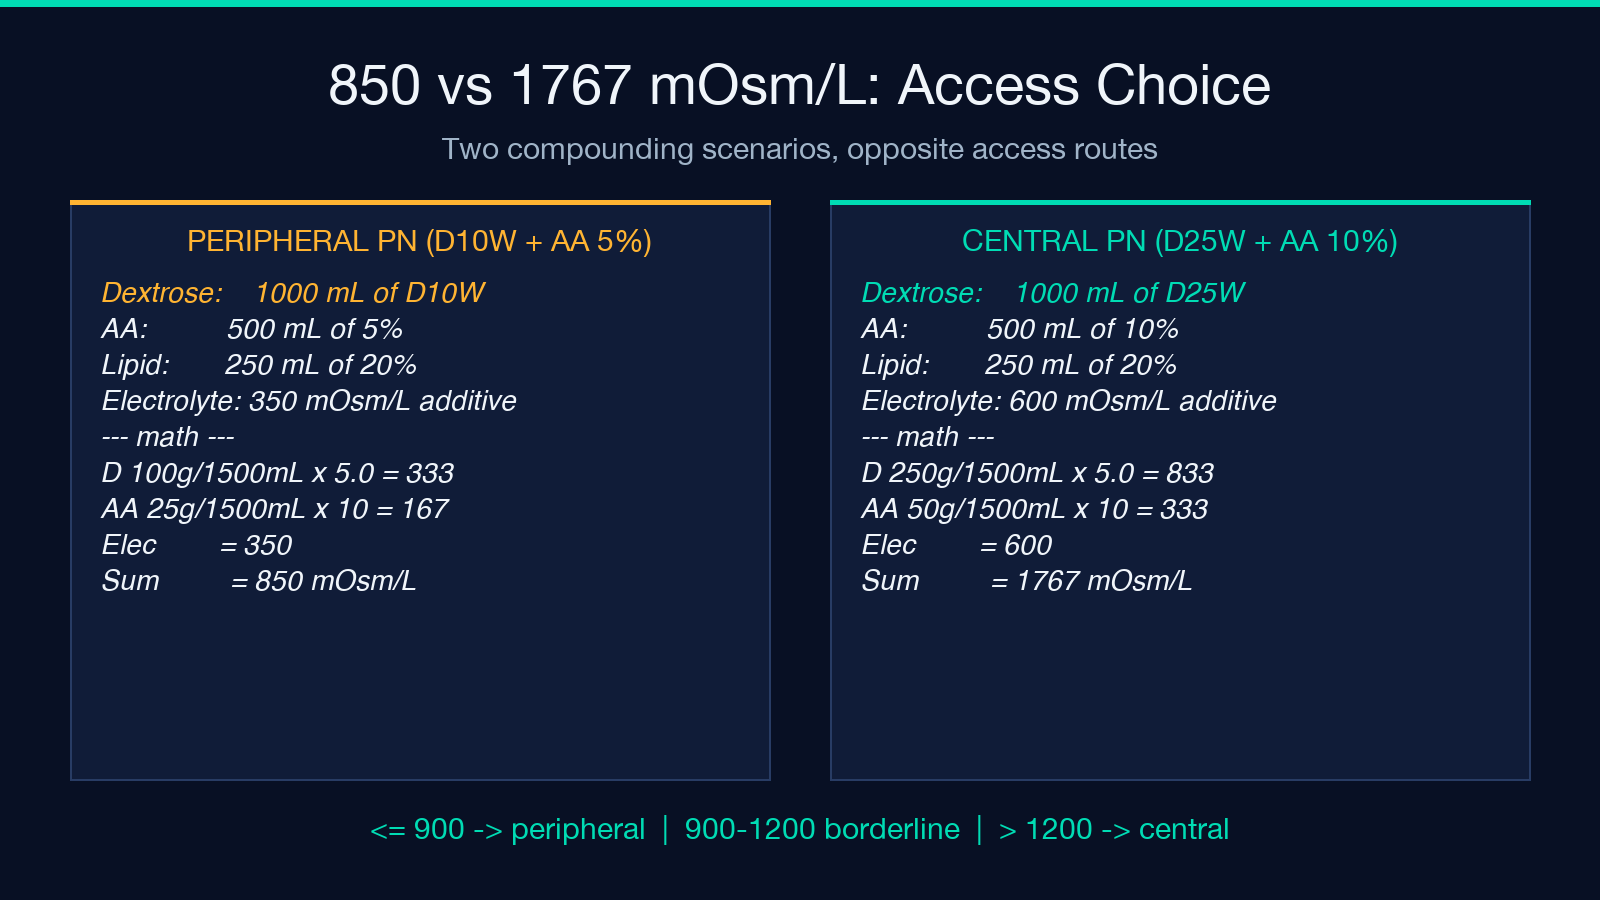 850 vs 1767 mOsm/L: Access Choice
Two compounding scenarios, opposite access routes
PERIPHERAL PN (D10W + AA 5%)
Dextrose: 1000 mL of D10W
AA: 500 mL of 5%
Lipid: 250 mL of 20%
Electrolyte: 350 mOsm/L additive
--- math ---
D 100g/1500mL x 5.0 = 333
AA 25g/1500mL x 10 = 167
Elec = 350
Sum = 850 mOsm/L
CENTRAL PN (D25W + AA 10%)
Dextrose: 1000 mL of D25W
AA: 500 mL of 10%
Lipid: 250 mL of 20%
Electrolyte: 600 mOsm/L additive
--- math ---
D 250g/1500mL x 5.0 = 833
AA 50g/1500mL x 10 = 333
Elec = 600
Sum = 1767 mOsm/L
<= 900 -> peripheral | 900-1200 borderline | > 1200 -> central